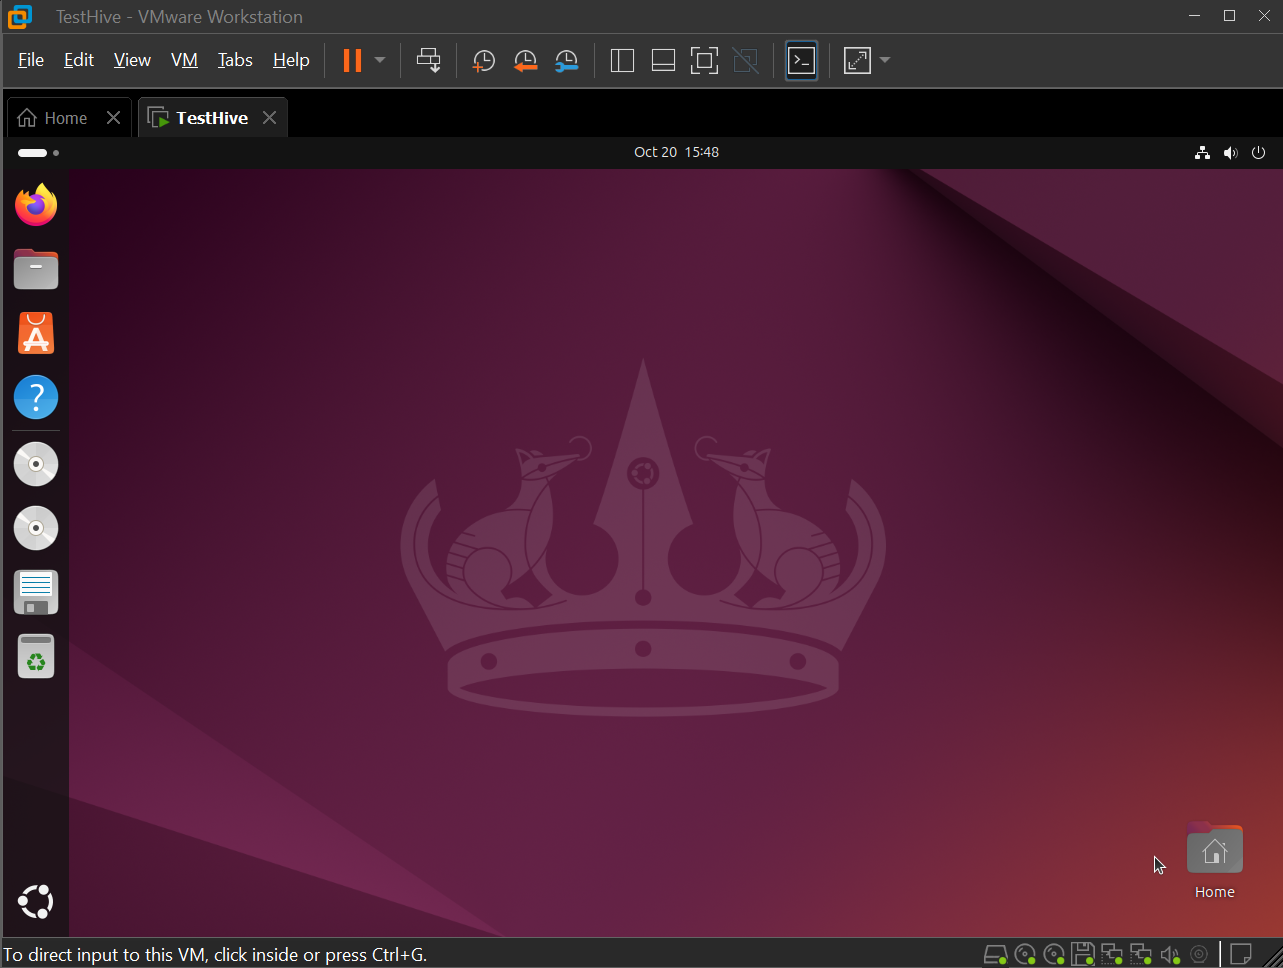 TestHive - VMware Workstation
File Edit View VM Tabs Help
Home TestHive
Oct 20 15:48
Home
To direct input to this VM, click inside or press Ctrl+G.